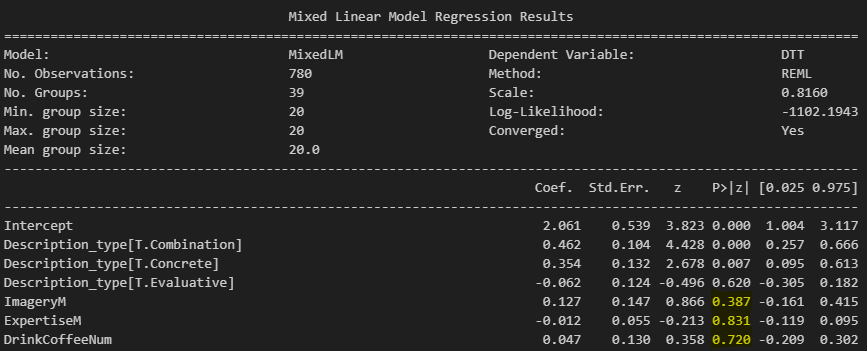 Mixed Linear Model Regression Results
================================================================================
Model: MixedLM Dependent Variable: DTT
No. Observations: 780 Method: REML
No. Groups: 39 Scale: 0.8160
Min. group size: 20 Log-Likelihood: -1102.1943
Max. group size: 20 Converged: Yes
Mean group size: 20.0
--------------------------------------------------------------------------------
Coef. Std.Err. z P>|z| [0.025 0.975]
--------------------------------------------------------------------------------
Intercept 2.061 0.539 3.823 0.000 1.004 3.117
Description_type[T.Combination] 0.462 0.104 4.428 0.000 0.257 0.666
Description_type[T.Concrete] 0.354 0.132 2.678 0.007 0.095 0.613
Description_type[T.Evaluative] -0.062 0.124 -0.496 0.620 -0.305 0.182
ImageryM 0.127 0.147 0.866 0.387 -0.161 0.415
ExpertiseM -0.012 0.055 -0.213 0.831 -0.119 0.095
DrinkCoffeeNum 0.047 0.130 0.358 0.720 -0.209 0.302